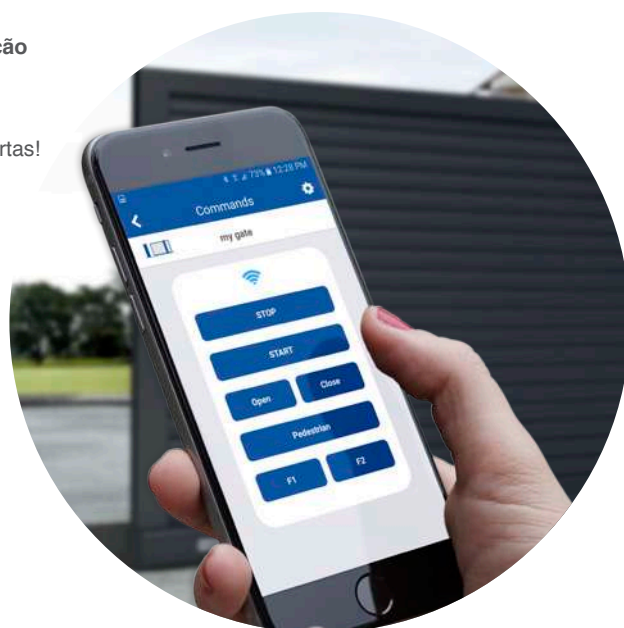 ção
rtas!
73% 12:28 PM
Commands
my gate
STOP
START
Open Close
Pedestrian
F1 F2